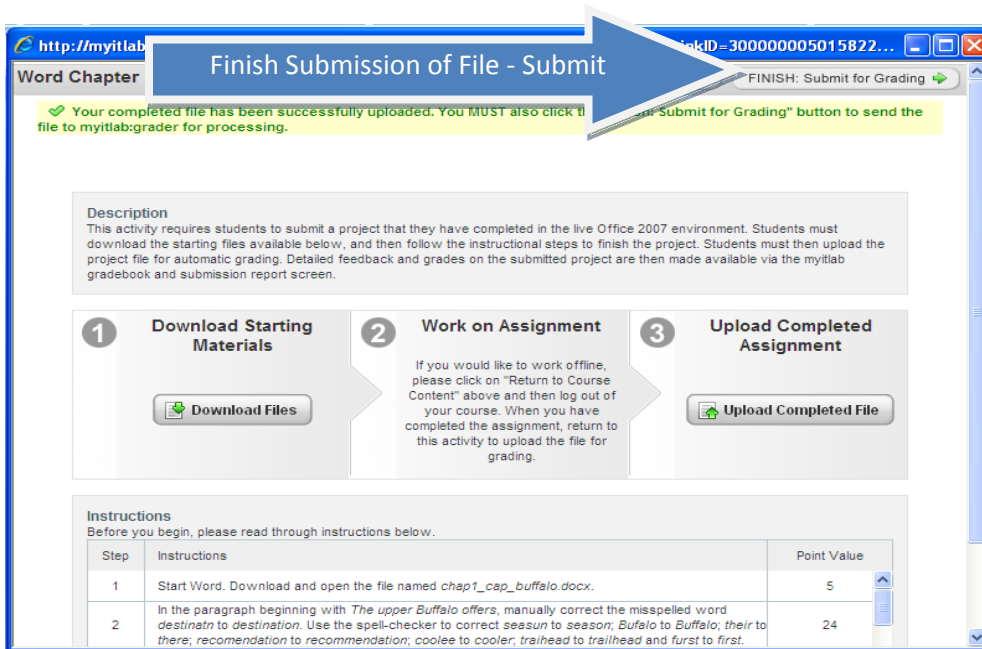 http://myitlab
nkID=300000005015822...
Finish Submission of File - Submit
Word Chapter
FINISH: Submit for Grading
Your completed file has been successfully uploaded. You MUST also click Submit for Grading" button to send the
file to myitlab:grader for processing.
Description
This activity requires students to submit a project that they have completed in the live Office 2007 environment. Students must
download the starting files available below, and then follow the instructional steps to finish the project. Students must then upload the
project file for automatic grading. Detailed feedback and grades on the submitted project are then made available via the myitlab
gradebook and submission report screen.
1
Download Starting
Materials
Download Files
2
Work on Assignment
If you would like to work offline,
please click on "Return to Course
Content" above and then log out of
your course. When you have
completed the assignment, return to
this activity to upload the file for
grading.
3
Upload Completed
Assignment
Upload Completed File
Instructions
Before you begin, please read through instructions below.
Step Instructions Point Value
1 Start Word. Download and open the file named chap1_cap_buffalo.docx. 5
In the paragraph beginning with The upper Buffalo offers, manually correct the misspelled word
2 destinatn to destination. Use the spell-checker to correct seasun to season; Bufalo to Buffalo; their to 24
there; recomendation to recommendation; coolee to cooler; traihead to trailhead and furst to first.